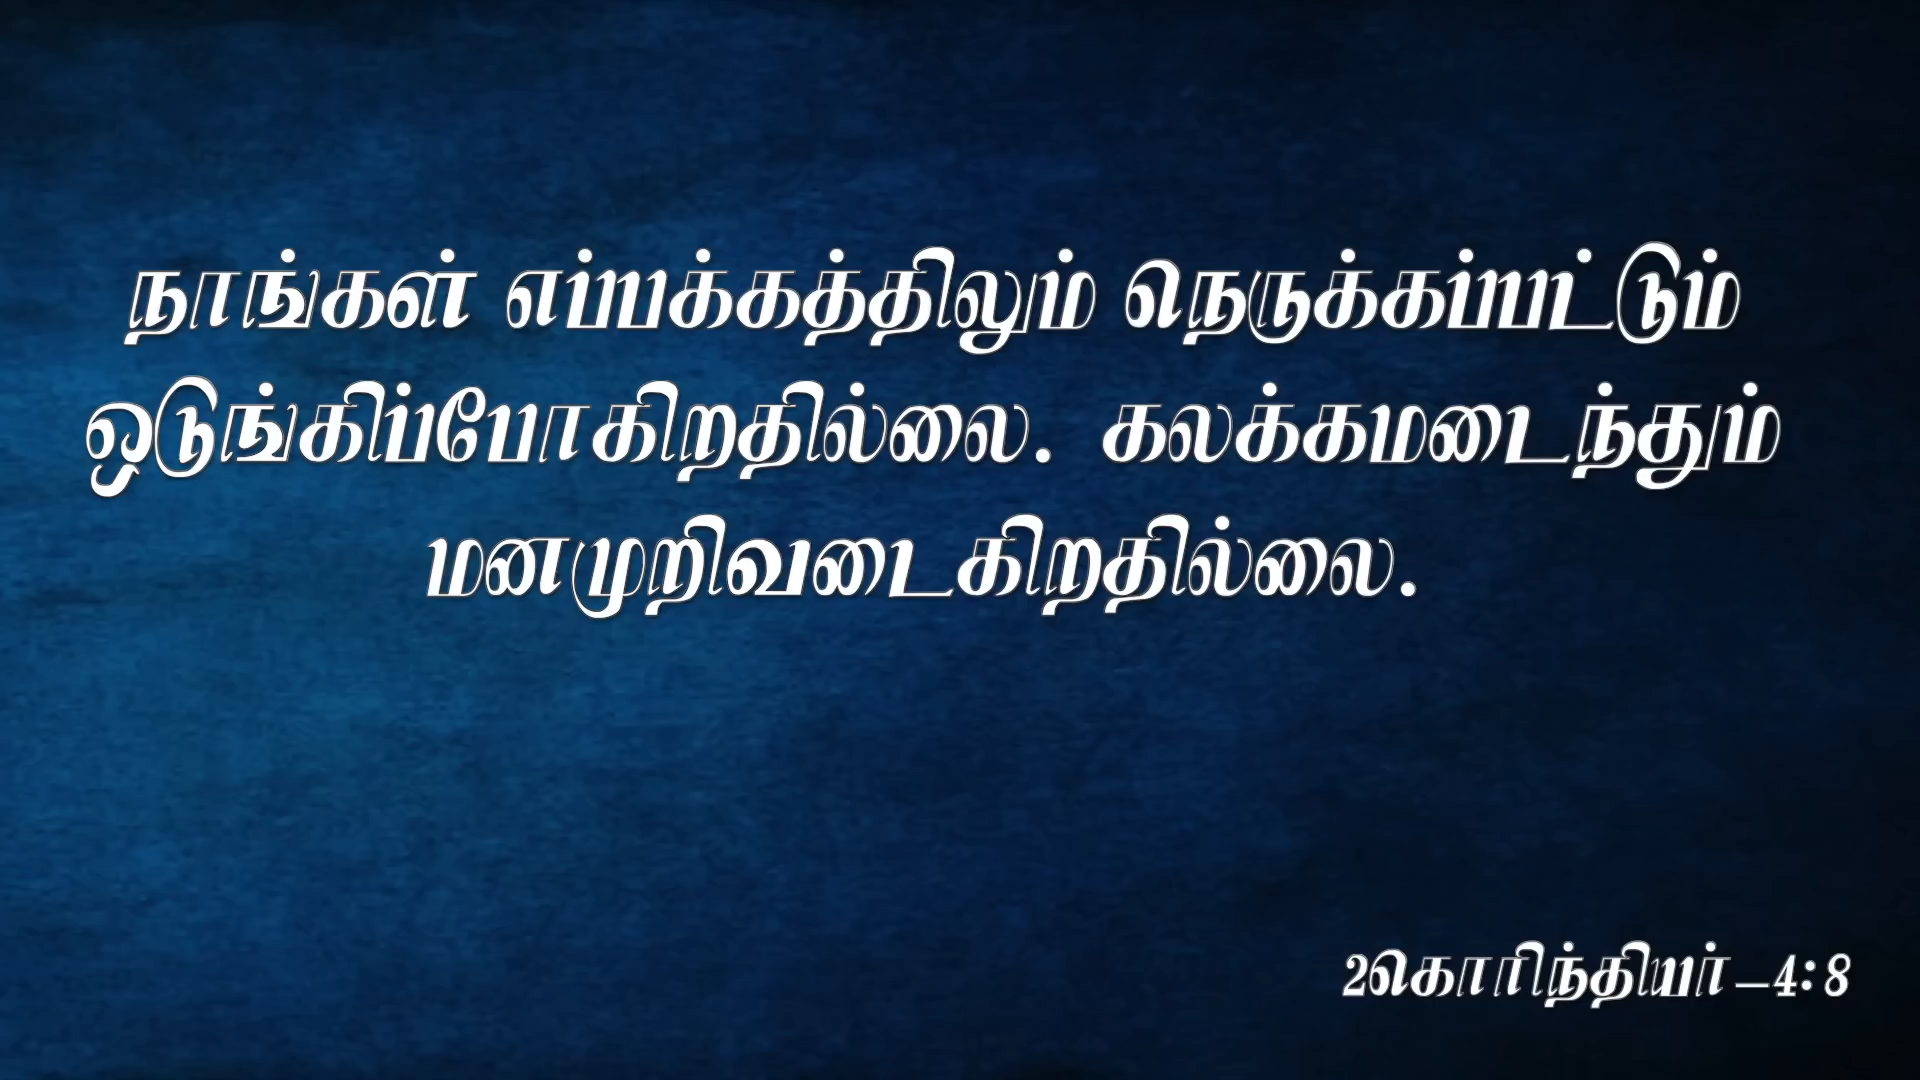 நாங்கள் எப்பக்கத்திலும் நெருக்கப்பட்டும்
ஒடுங்கிப்போகிறதில்லை. கலக்கமடைந்தும்
மனமுறிவடைகிறதில்லை.
2கொரிந்தியர் –4:8